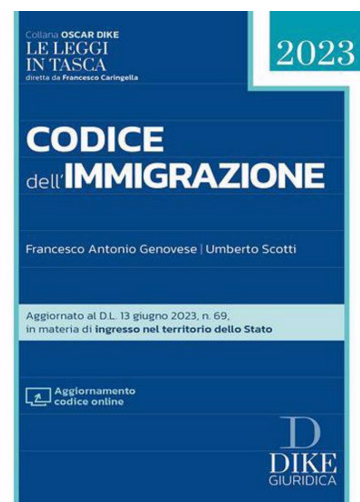 Collana OSCAR DIKE
LE LEGGI
IN TASCA
diretta da Francesco Caringella
2023
CODICE
dell'IMMIGRAZIONE
Francesco Antonio Genovese | Umberto Scotti
Aggiornato al D.L. 13 giugno 2023, n. 69,
in materia di ingresso nel territorio dello Stato
Aggiornamento
codice online
D
DIKE
GIURIDICA